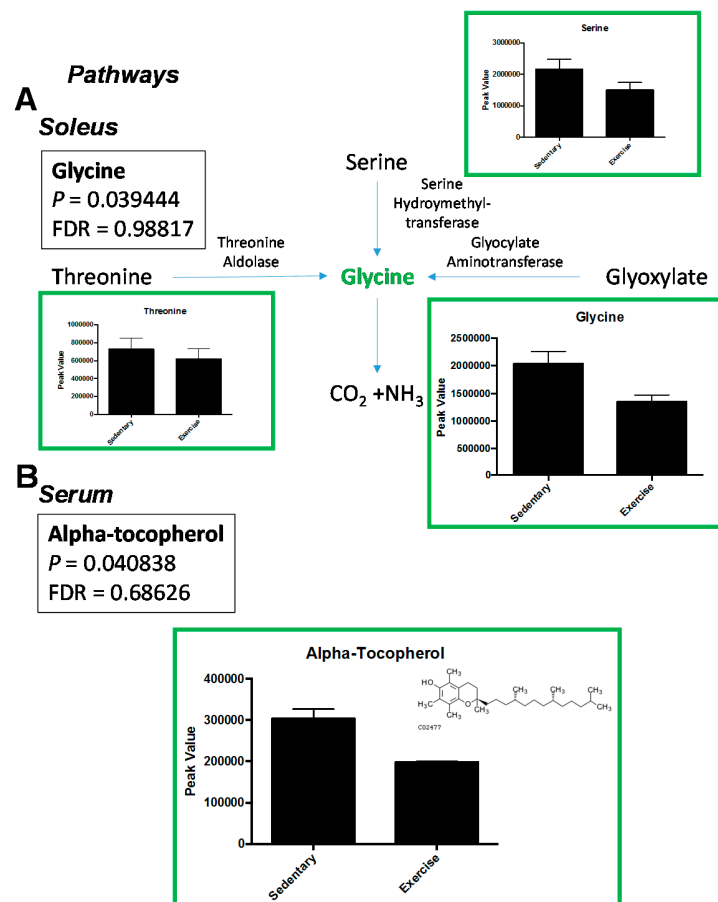 Pathways
A
Soleus
Glycine
P = 0.039444
FDR = 0.98817
Serine
3000000
2000000
1000000
0
Peak Value
Sedentary
Exercise
Serine
Serine
Hydroymethyl-
transferase
Threonine
Aldolase
Glyocylate
Aminotransferase
Threonine
Glycine
Glyoxylate
Threonine
1000000
800000
600000
400000
200000
0
Peak Value
Sedentary
Exercise
CO₂ +NH₃
Glycine
2500000
2000000
1500000
1000000
500000
0
Peak Value
Sedentary
Exercise
B
Serum
Alpha-tocopherol
P = 0.040838
FDR = 0.68626
Alpha-Tocopherol
400000
300000
200000
100000
0
Peak Value
Sedentary
Exercise
CH₃
HO
H₃C
CH₃
O
CH₃
CH₃
CH₃
CH₃
CH₃
C02477